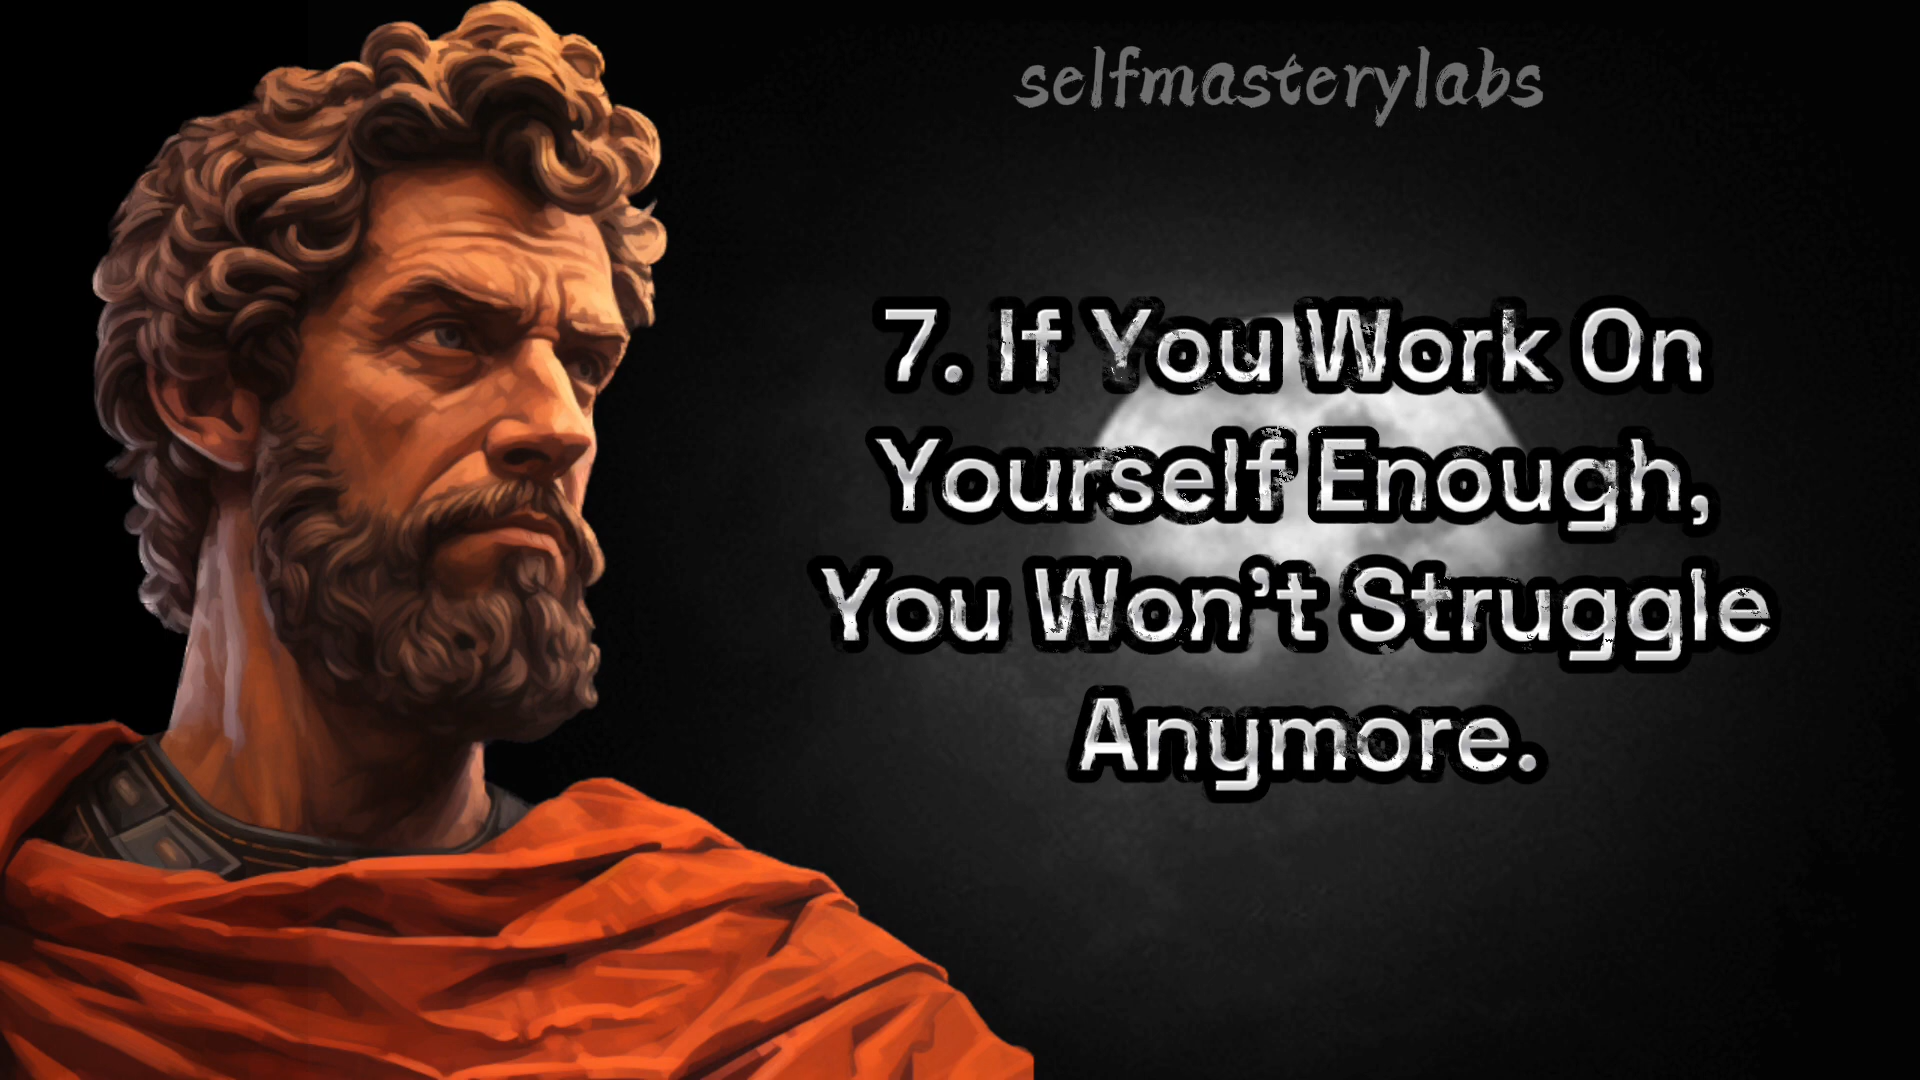 selfmasterylabs
7. If You Work On
Yourself Enough,
You Won’t Struggle
Anymore.